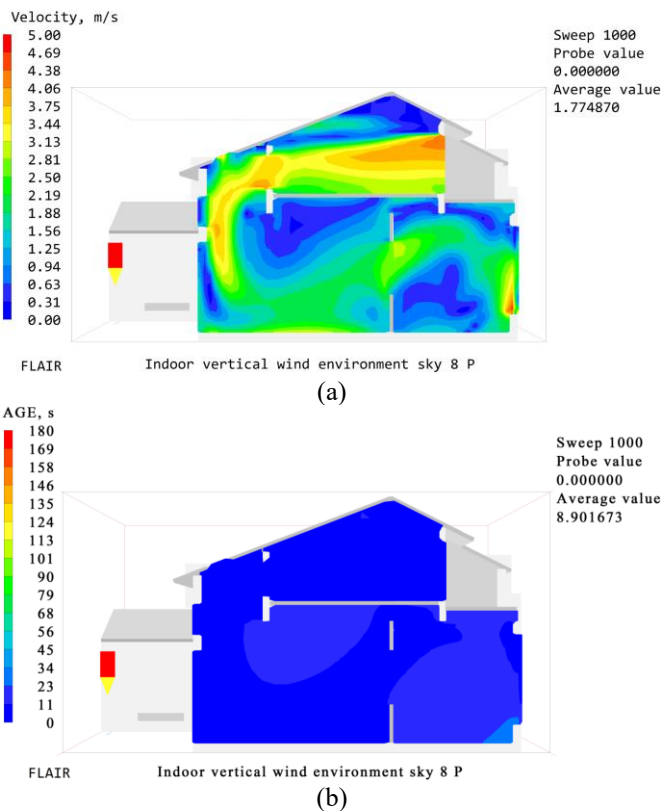 Velocity, m/s
5.00
4.69
4.38
4.06
3.75
3.44
3.13
2.81
2.50
2.19
1.88
1.56
1.25
0.94
0.63
0.31
0.00
Sweep 1000
Probe value
0.000000
Average value
1.774870
FLAIR
Indoor vertical wind environment sky 8 P
(a)
AGE, s
180
169
158
146
135
124
113
101
90
79
68
56
45
34
23
11
0
Sweep 1000
Probe value
0.000000
Average value
8.901673
FLAIR
Indoor vertical wind environment sky 8 P
(b)